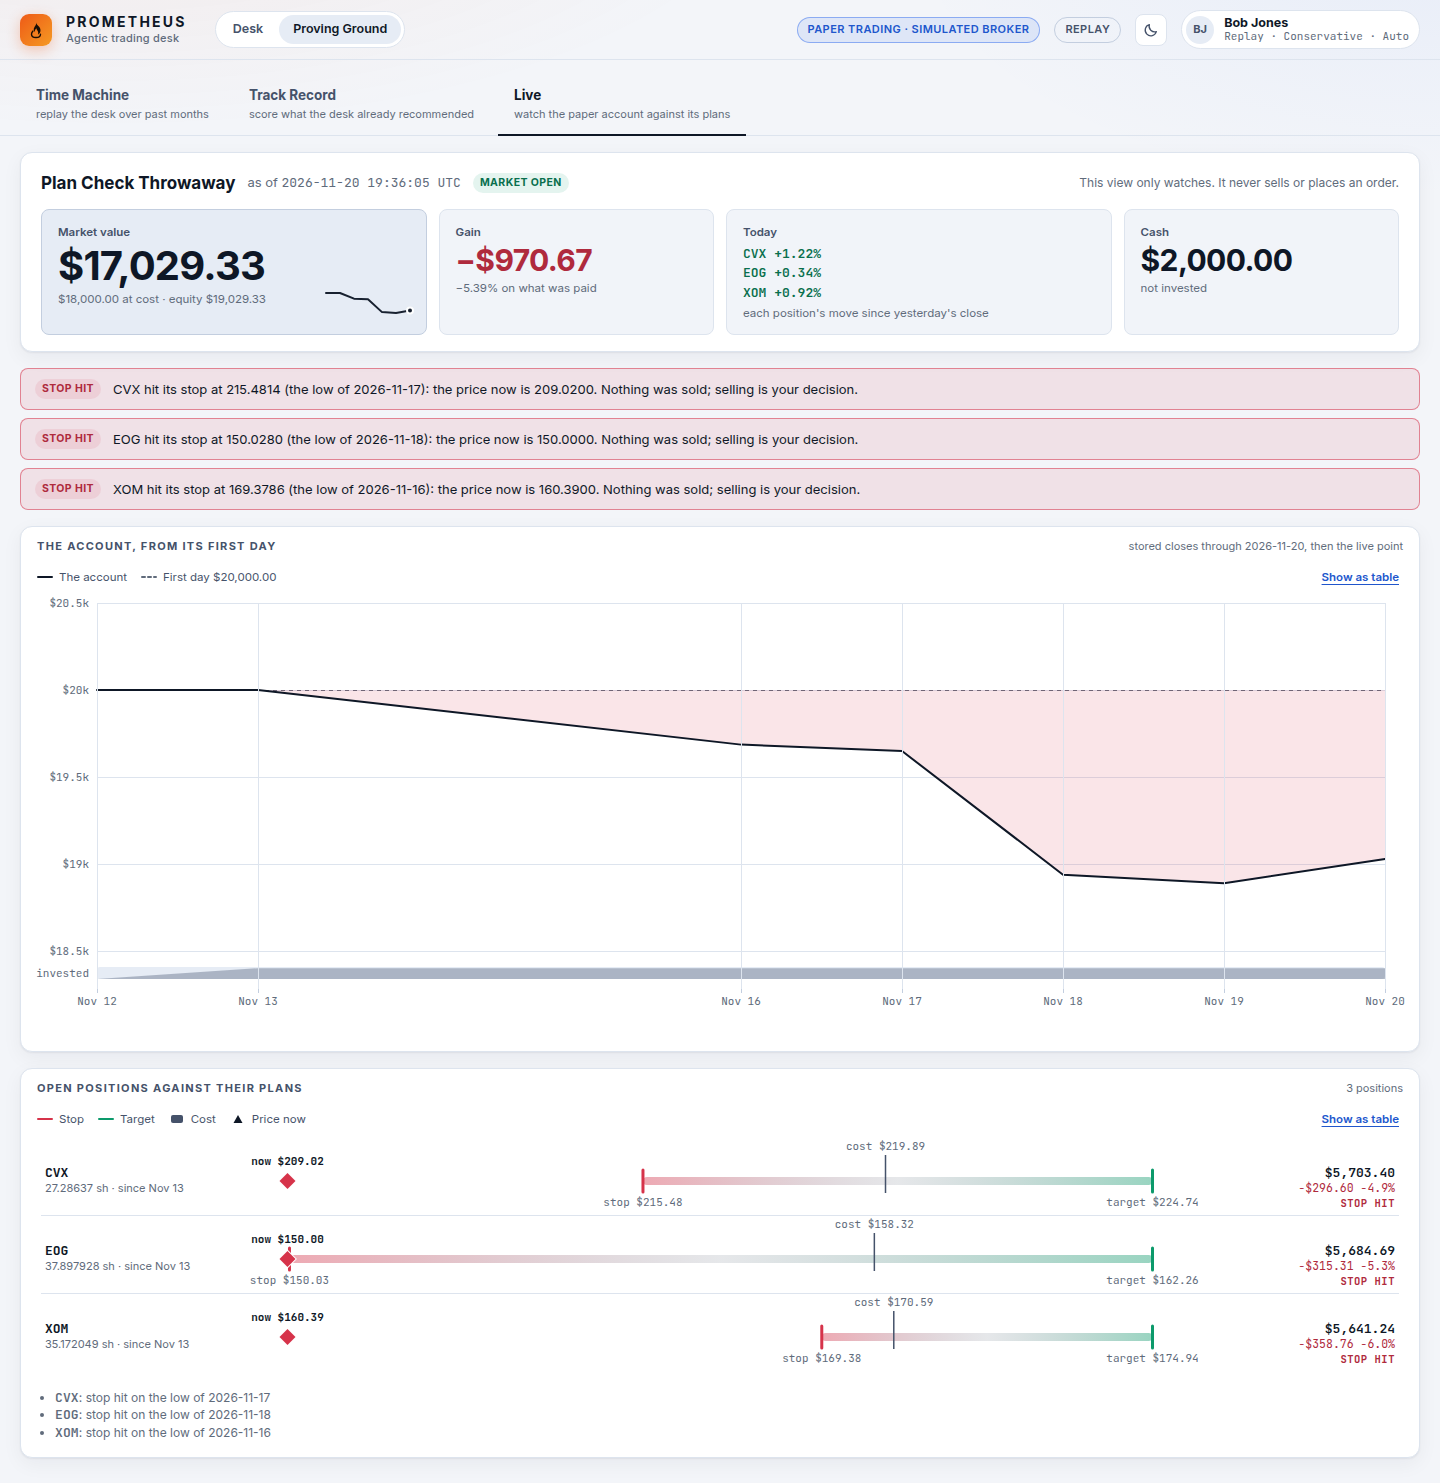 PROMETHEUS
Agentic trading desk
Desk
Proving Ground
PAPER TRADING · SIMULATED BROKER
REPLAY
BJ
Bob Jones
Replay · Conservative · Auto
Time Machine
replay the desk over past months
Track Record
score what the desk already recommended
Live
watch the paper account against its plans
Plan Check Throwaway as of 2026-11-20 19:36:05 UTC MARKET OPEN
This view only watches. It never sells or places an order.
Market value
$17,029.33
$18,000.00 at cost · equity $19,029.33
Gain
−$970.67
−5.39% on what was paid
Today
CVX +1.22%
EOG +0.34%
XOM +0.92%
each position's move since yesterday's close
Cash
$2,000.00
not invested
STOP HIT CVX hit its stop at 215.4814 (the low of 2026-11-17): the price now is 209.0200. Nothing was sold; selling is your decision.
STOP HIT EOG hit its stop at 150.0280 (the low of 2026-11-18): the price now is 150.0000. Nothing was sold; selling is your decision.
STOP HIT XOM hit its stop at 169.3786 (the low of 2026-11-16): the price now is 160.3900. Nothing was sold; selling is your decision.
THE ACCOUNT, FROM ITS FIRST DAY
stored closes through 2026-11-20, then the live point
The account
First day $20,000.00
Show as table
$20.5k
$20k
$19.5k
$19k
$18.5k
invested
Nov 12 Nov 13 Nov 16 Nov 17 Nov 18 Nov 19 Nov 20
OPEN POSITIONS AGAINST THEIR PLANS
3 positions
Stop
Target
Cost
Price now
Show as table
CVX
27.28637 sh · since Nov 13
now $209.02
cost $219.89
stop $215.48
target $224.74
$5,703.40
-$296.60 -4.9%
STOP HIT
EOG
37.897928 sh · since Nov 13
now $150.00
cost $158.32
stop $150.03
target $162.26
$5,684.69
-$315.31 -5.3%
STOP HIT
XOM
35.172049 sh · since Nov 13
now $160.39
cost $170.59
stop $169.38
target $174.94
$5,641.24
-$358.76 -6.0%
STOP HIT
• CVX: stop hit on the low of 2026-11-17
• EOG: stop hit on the low of 2026-11-18
• XOM: stop hit on the low of 2026-11-16